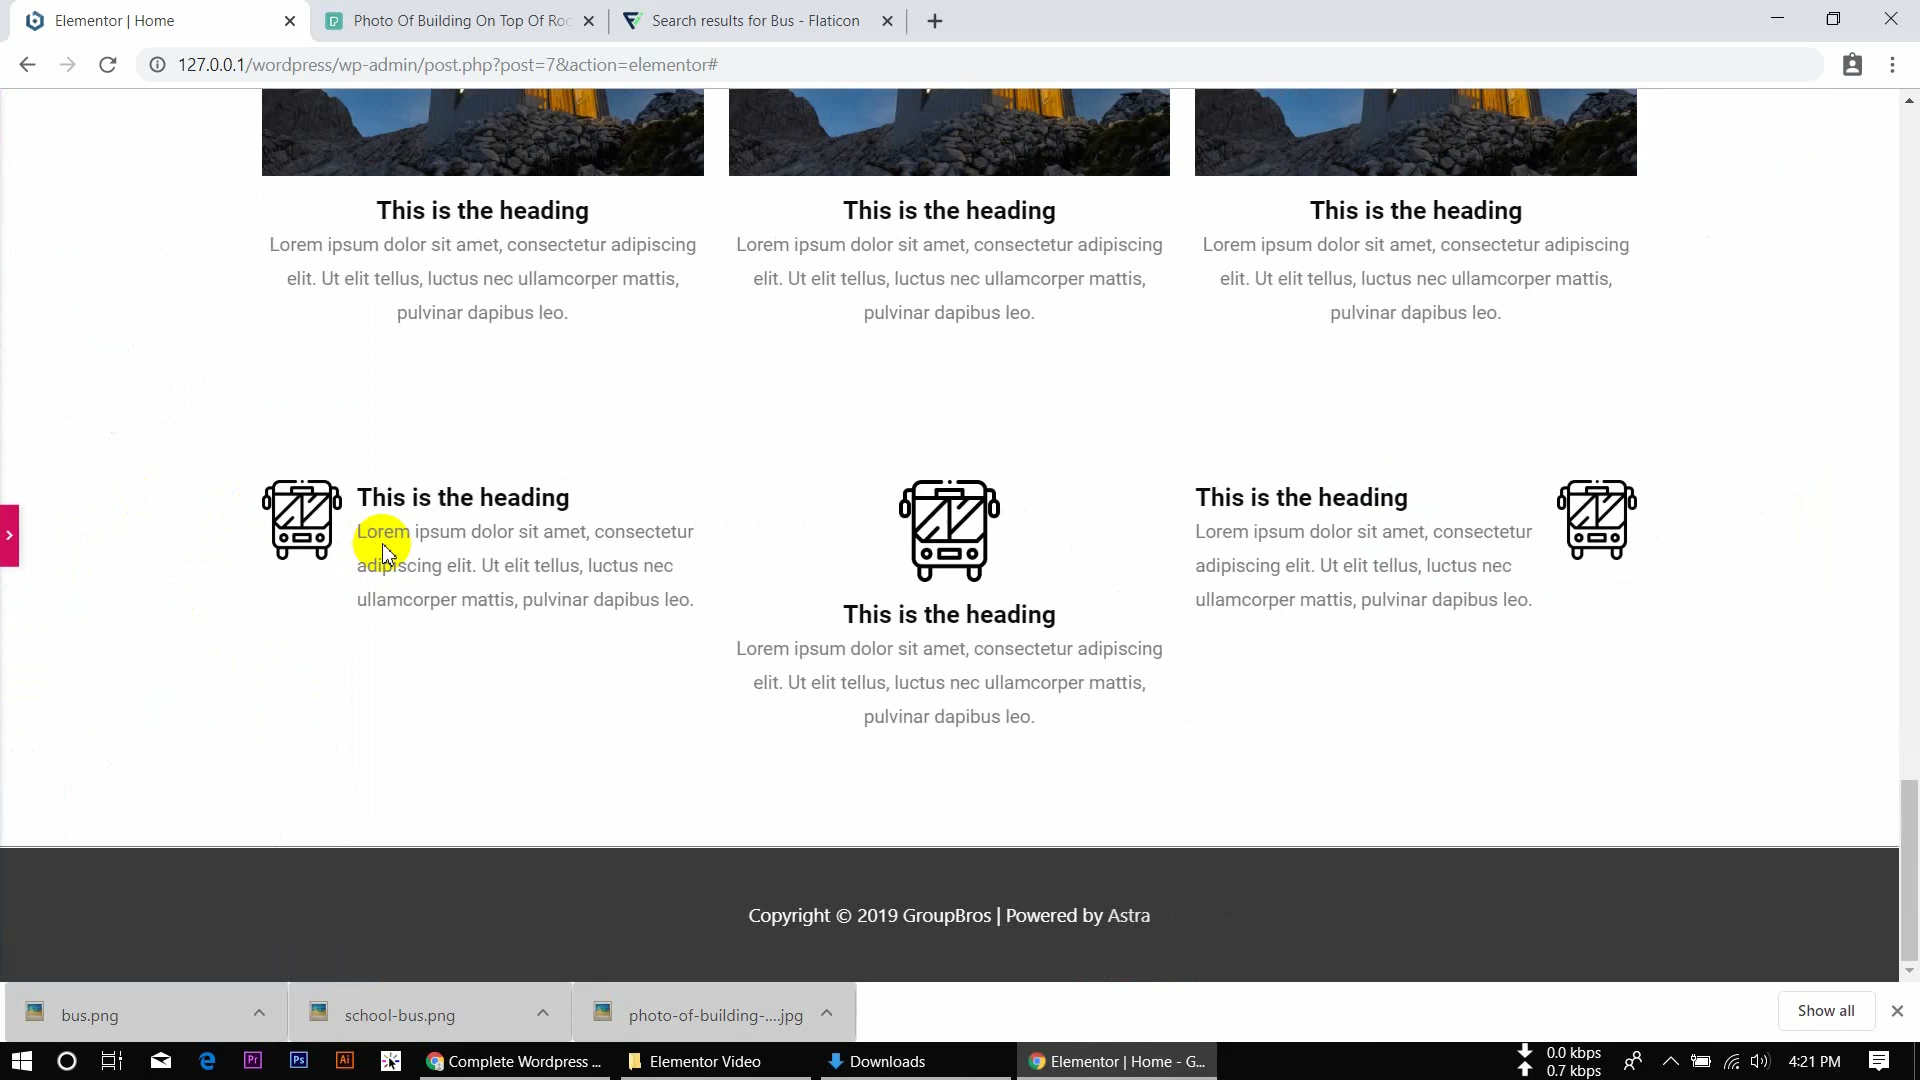 Elementor | Home
Photo Of Building On Top Of Roc
Search results for Bus - Flaticon
127.0.0.1/wordpress/wp-admin/post.php?post=7&action=elementor#
This is the heading
Lorem ipsum dolor sit amet, consectetur adipiscing
elit. Ut elit tellus, luctus nec ullamcorper mattis,
pulvinar dapibus leo.
This is the heading
Lorem ipsum dolor sit amet, consectetur adipiscing
elit. Ut elit tellus, luctus nec ullamcorper mattis,
pulvinar dapibus leo.
This is the heading
Lorem ipsum dolor sit amet, consectetur adipiscing
elit. Ut elit tellus, luctus nec ullamcorper mattis,
pulvinar dapibus leo.
This is the heading
Lorem ipsum dolor sit amet, consectetur
adipiscing elit. Ut elit tellus, luctus nec
ullamcorper mattis, pulvinar dapibus leo.
This is the heading
Lorem ipsum dolor sit amet, consectetur adipiscing
elit. Ut elit tellus, luctus nec ullamcorper mattis,
pulvinar dapibus leo.
This is the heading
Lorem ipsum dolor sit amet, consectetur
adipiscing elit. Ut elit tellus, luctus nec
ullamcorper mattis, pulvinar dapibus leo.
Copyright © 2019 GroupBros | Powered by Astra
bus.png
school-bus.png
photo-of-building-....jpg
Show all
Pr
Ps
Ai
Complete Wordpress ...
Elementor Video
Downloads
Elementor | Home - G...
0.0 kbps
0.7 kbps
4:21 PM